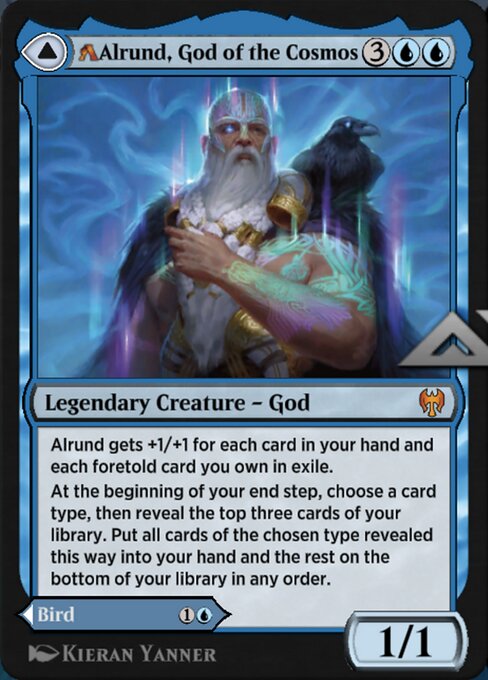 Alrund, God of the Cosmos 3
Legendary Creature – God
Alrund gets +1/+1 for each card in your hand and
each foretold card you own in exile.
At the beginning of your end step, choose a card
type, then reveal the top three cards of your
library. Put all cards of the chosen type revealed
this way into your hand and the rest on the
bottom of your library in any order.
Bird 1
1/1
Kieran Yanner